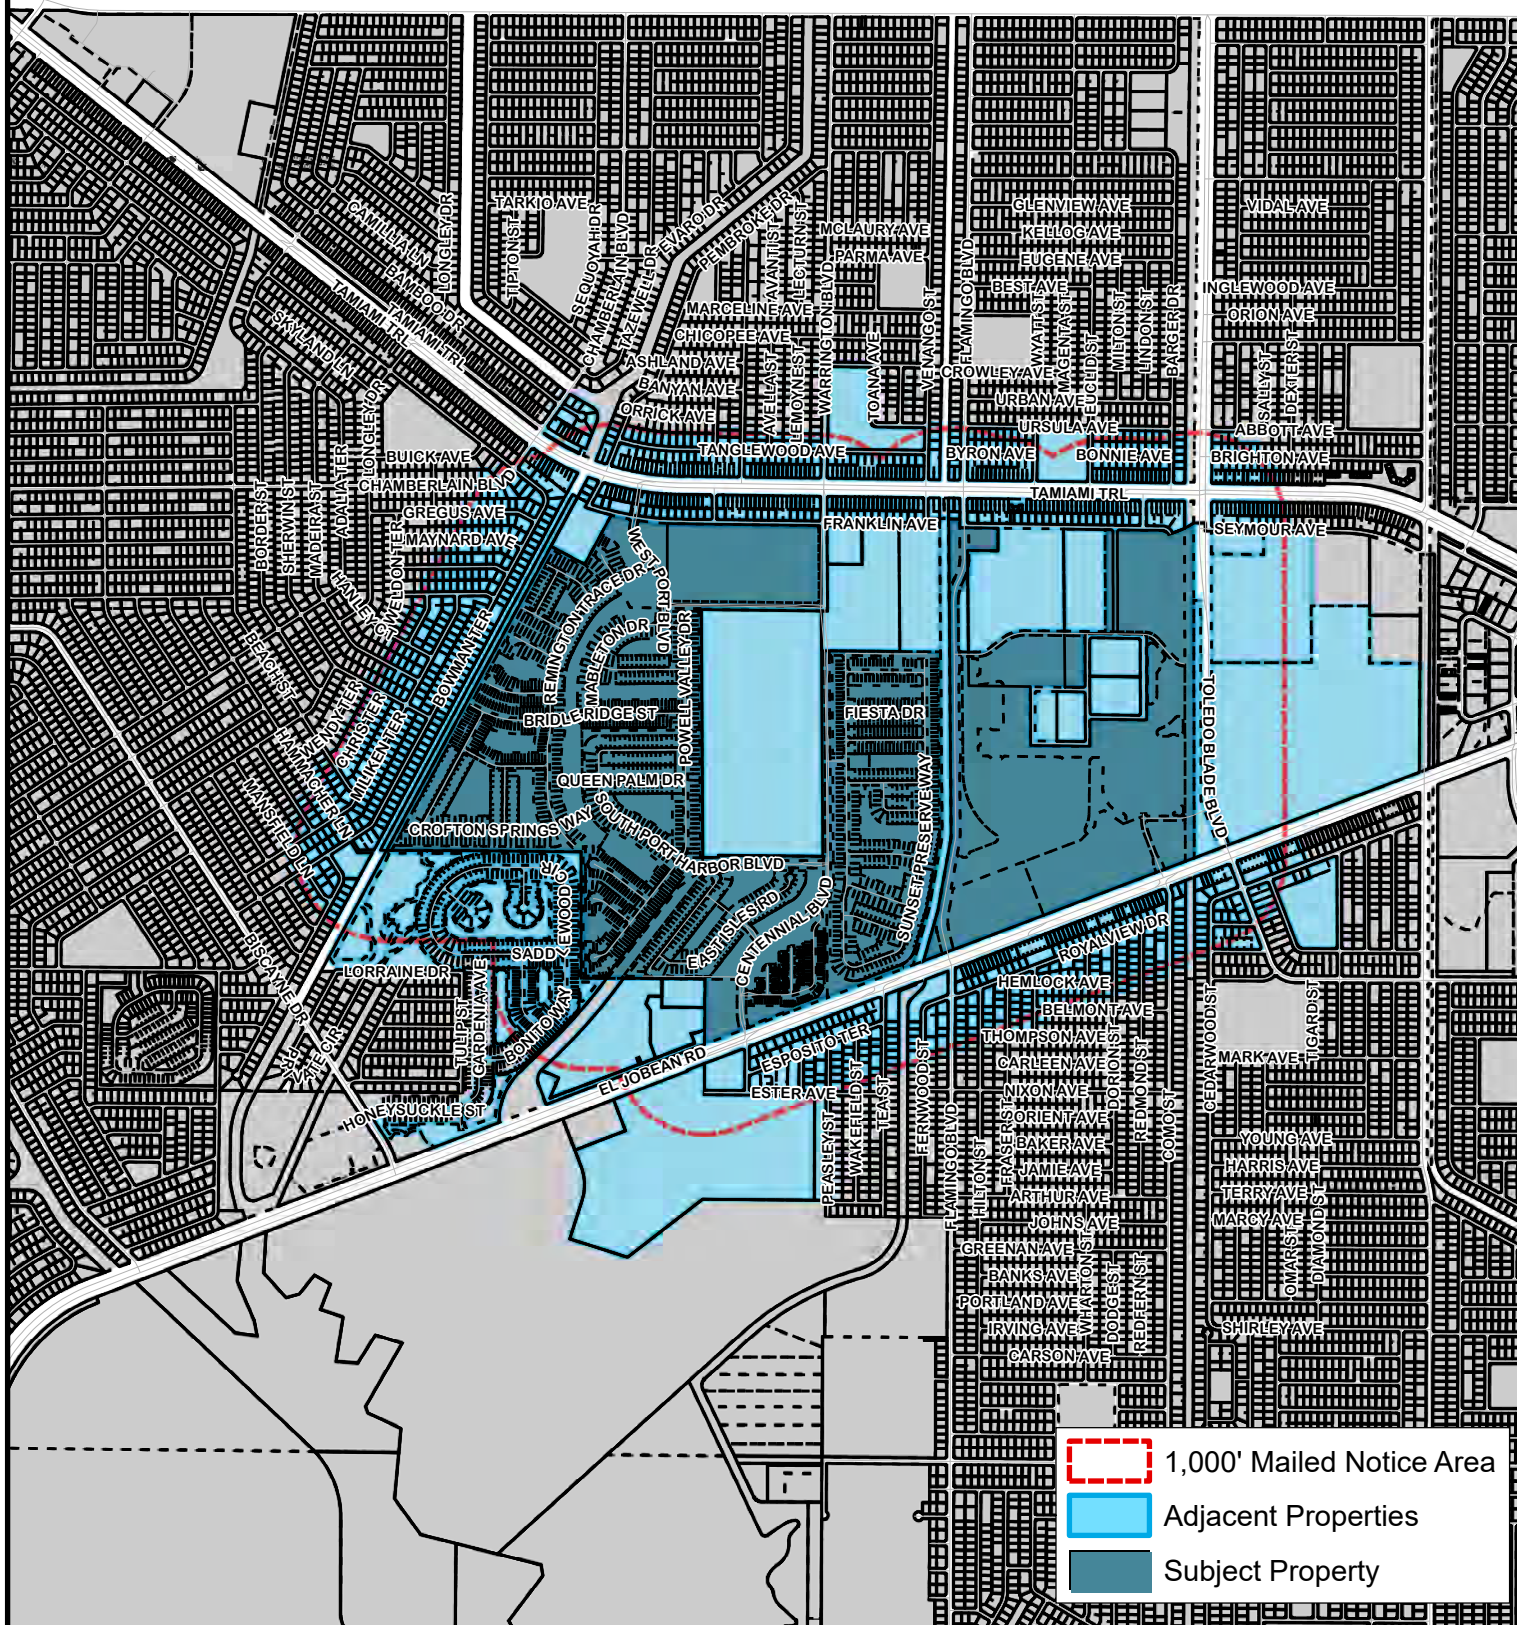 TARKIO AVE
TIPTON ST
LONGLEY DR
CAMILLIA LN
BAMBOO DR
TAMIAMI TRL
TAMIAMI TRL
SKYLAND LN
SEQUOYAH DR
CHAMBERLAIN BLVD
TAZEWELL DR
LEVARO DR
PEMBROKE DR
AVANTI ST
LECTURN ST
MCLAURY AVE
PARMA AVE
WARRINGTON BLVD
VENANGO ST
FLAMINGO BLVD
GLENVIEW AVE
KELLOG AVE
EUGENE AVE
BEST AVE
VIDAL AVE
INGLEWOOD AVE
ORION AVE
MARCELINE AVE
CHICOPEE AVE
ASHLAND AVE
BANYAN AVE
ORRICK AVE
AVELLA ST
LEMOYNE ST
TOANA AVE
CROWLEY AVE
WATT ST
MAGENTA ST
EUCLID ST
MILTON ST
LINDON ST
BARGER DR
URBAN AVE
URSULA AVE
SALLY ST
DEXTER ST
ABBOTT AVE
TANGLEWOOD AVE
BYRON AVE
BONNIE AVE
BRIGHTON AVE
LONGLEY DR
BUICK AVE
CHAMBERLAIN BLVD
GREGUS AVE
MAYNARD AVE
BORDER ST
SHERWIN ST
MADEIRA ST
ADALIA TER
WELDON TER
TAMIAMI TRL
FRANKLIN AVE
SEYMOUR AVE
WEST PORT BLVD
REMINGTON TRACE DR
MABLETON DR
POWELL VALLEY DR
BRIDLE RIDGE ST
QUEEN PALM DR
BOWMAN TER
BEACH ST
MENDY TER
CHRIS TER
MILIKEN TER
HAYMACKER LN
MANSFIELD LN
CROFTON SPRINGS WAY
SOUTH PORT HARBOR BLVD
FIESTA DR
SUNSET PRESERVE WAY
TOLEDO BLADE BLVD
EAST ISLES RD
CENTENNIAL BLVD
BISCAYNE DR
LORRAINE DR
TULIP ST
GARDENIA AVE
BONITO WAY
HONEYSUCKLE ST
EL JOBEAN RD
ESPOSITO TER
ESTER AVE
ROYALVIEW DR
HEMLOCK AVE
BELMONT AVE
THOMPSON AVE
CARLEEN AVE
NIXON AVE
DORIENT AVE
BAKER AVE
JAMIE AVE
ARTHUR AVE
JOHNS AVE
GREENAN AVE
BANKS AVE
PORTLAND AVE
IRVING AVE
CARSON AVE
PEASLEY ST
WAKEFIELD ST
TEA ST
FERNWOOD ST
FLAMINGO BLVD
HILTON ST
FRASER ST
DORION ST
REDMOND ST
COMO ST
CEDARWOOD ST
TIGARD ST
MARK AVE
YOUNG AVE
HARRIS AVE
TERRY AVE
MARCY AVE
OMAR ST
DIAMOND ST
SHIRLEY AVE
WHARTON ST
DODGE ST
REDFERN ST
1,000' Mailed Notice Area
Adjacent Properties
Subject Property